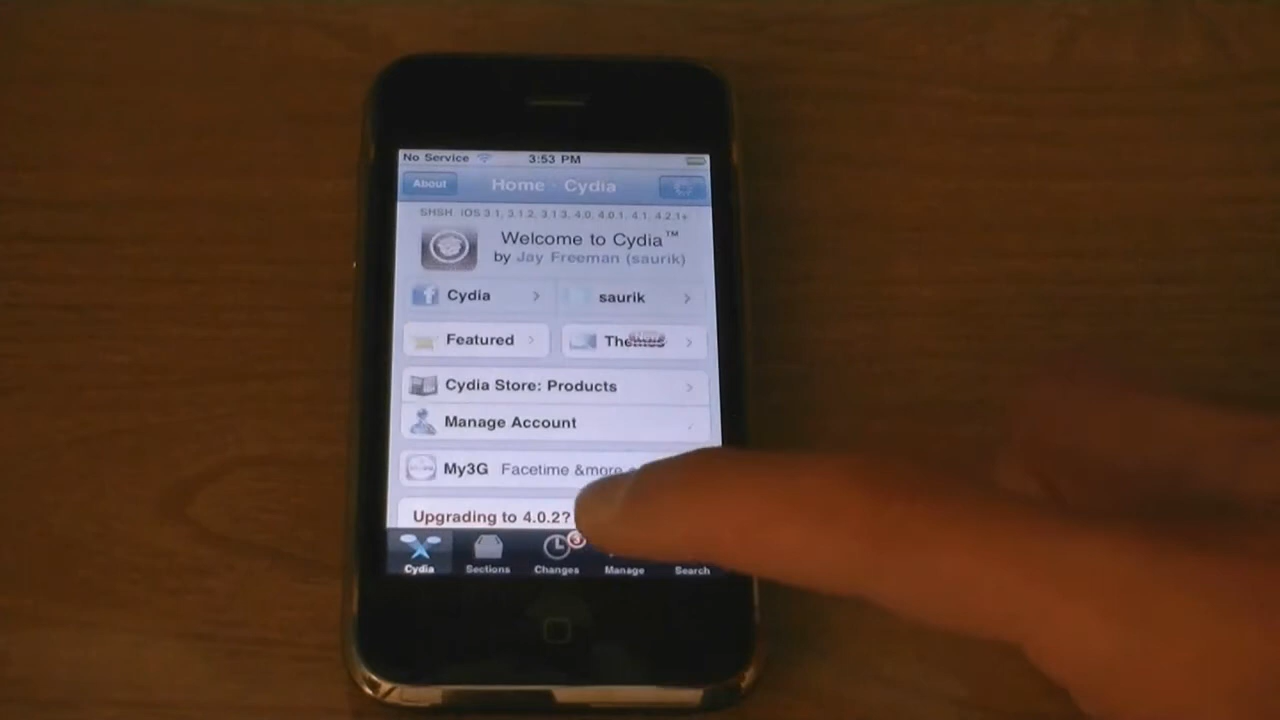 No Service 3:53 PM
About Home · Cydia
SHSH: iOS 3.1, 3.1.2, 3.1.3, 4.0, 4.0.1, 4.1, 4.2.1+
Welcome to Cydia™
by Jay Freeman (saurik)
Cydia saurik
Featured Themes
Cydia Store: Products
Manage Account
My3G Facetime &more
Upgrading to 4.0.2?
3
Cydia Sections Changes Manage Search